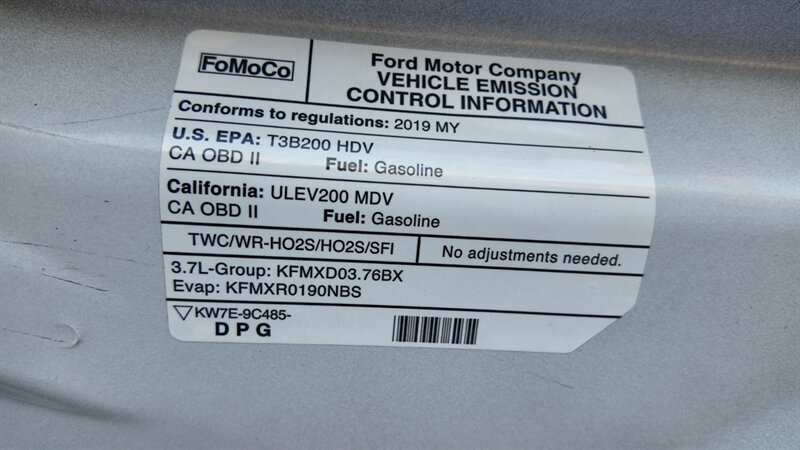 FoMoCo
Ford Motor Company
VEHICLE EMISSION
CONTROL INFORMATION
Conforms to regulations: 2019 MY
U.S. EPA: T3B200 HDV
CA OBD II Fuel: Gasoline
California: ULEV200 MDV
CA OBD II Fuel: Gasoline
TWC/WR-HO2S/HO2S/SFI No adjustments needed.
3.7L-Group: KFMXD03.76BX
Evap: KFMXR0190NBS
KW7E-9C485-
D P G